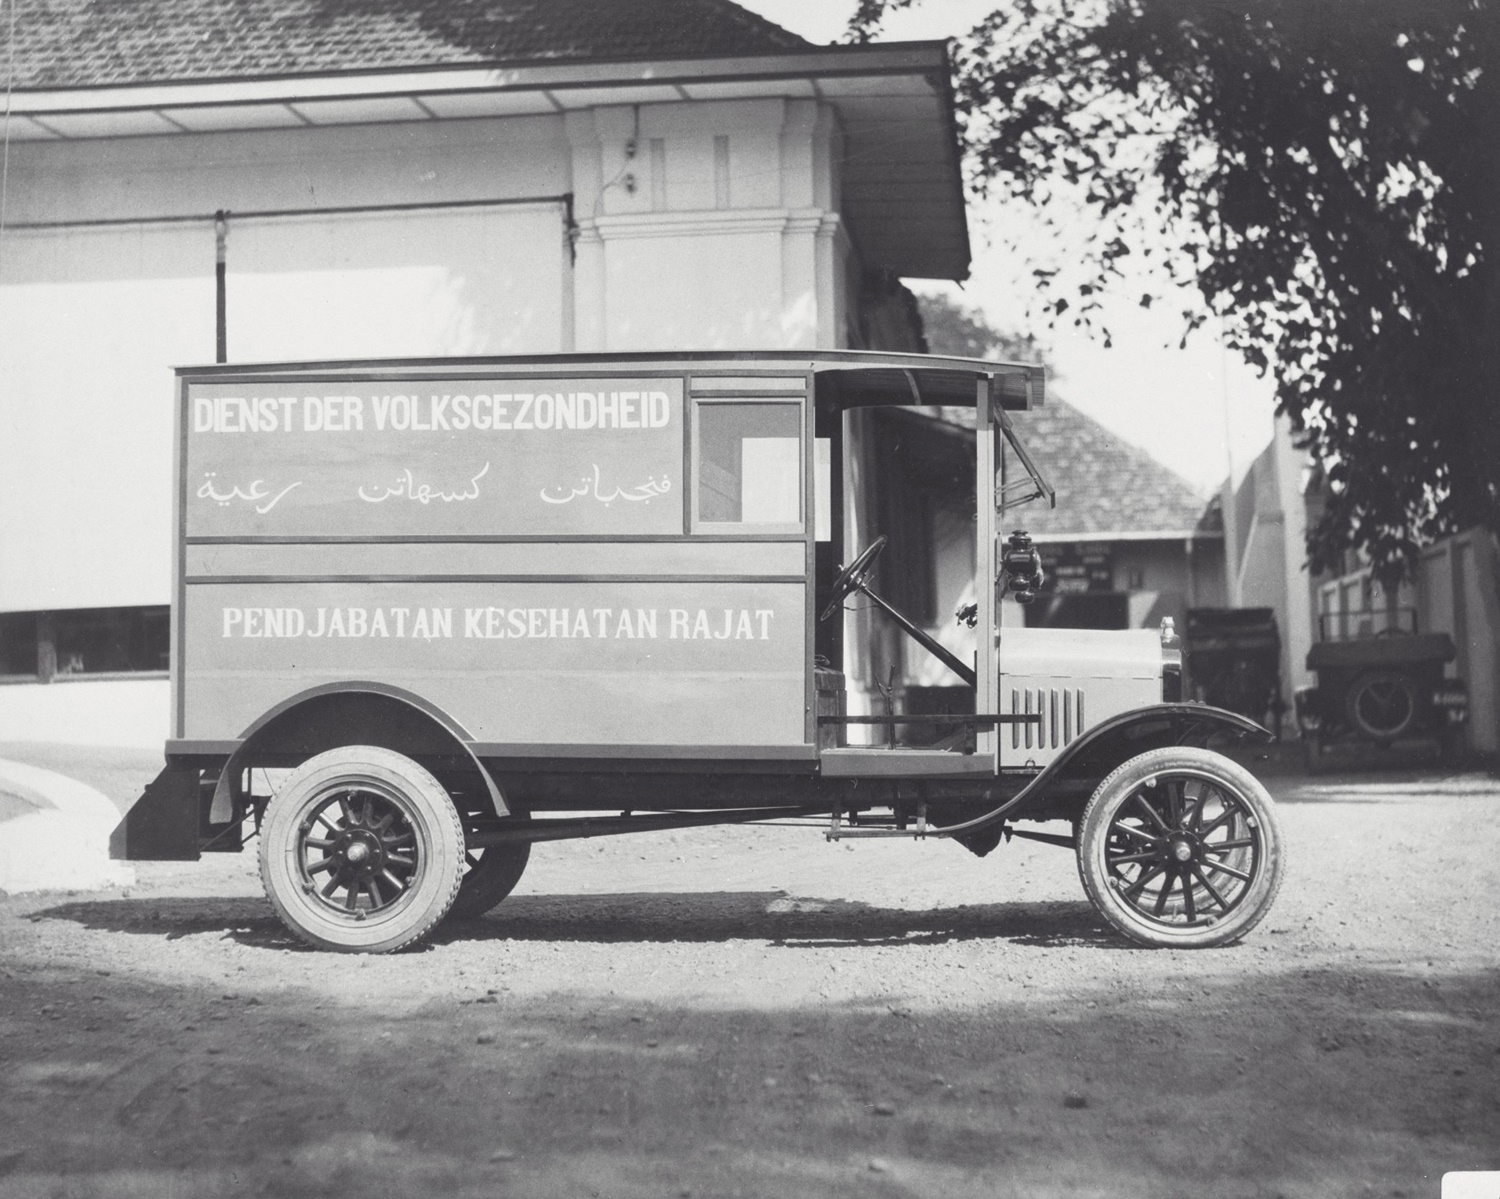 DIENST DER VOLKSGEZONDHEID
فنجباتن كسهاتن رعية
PENDJABATAN KESEHATAN RAJAT